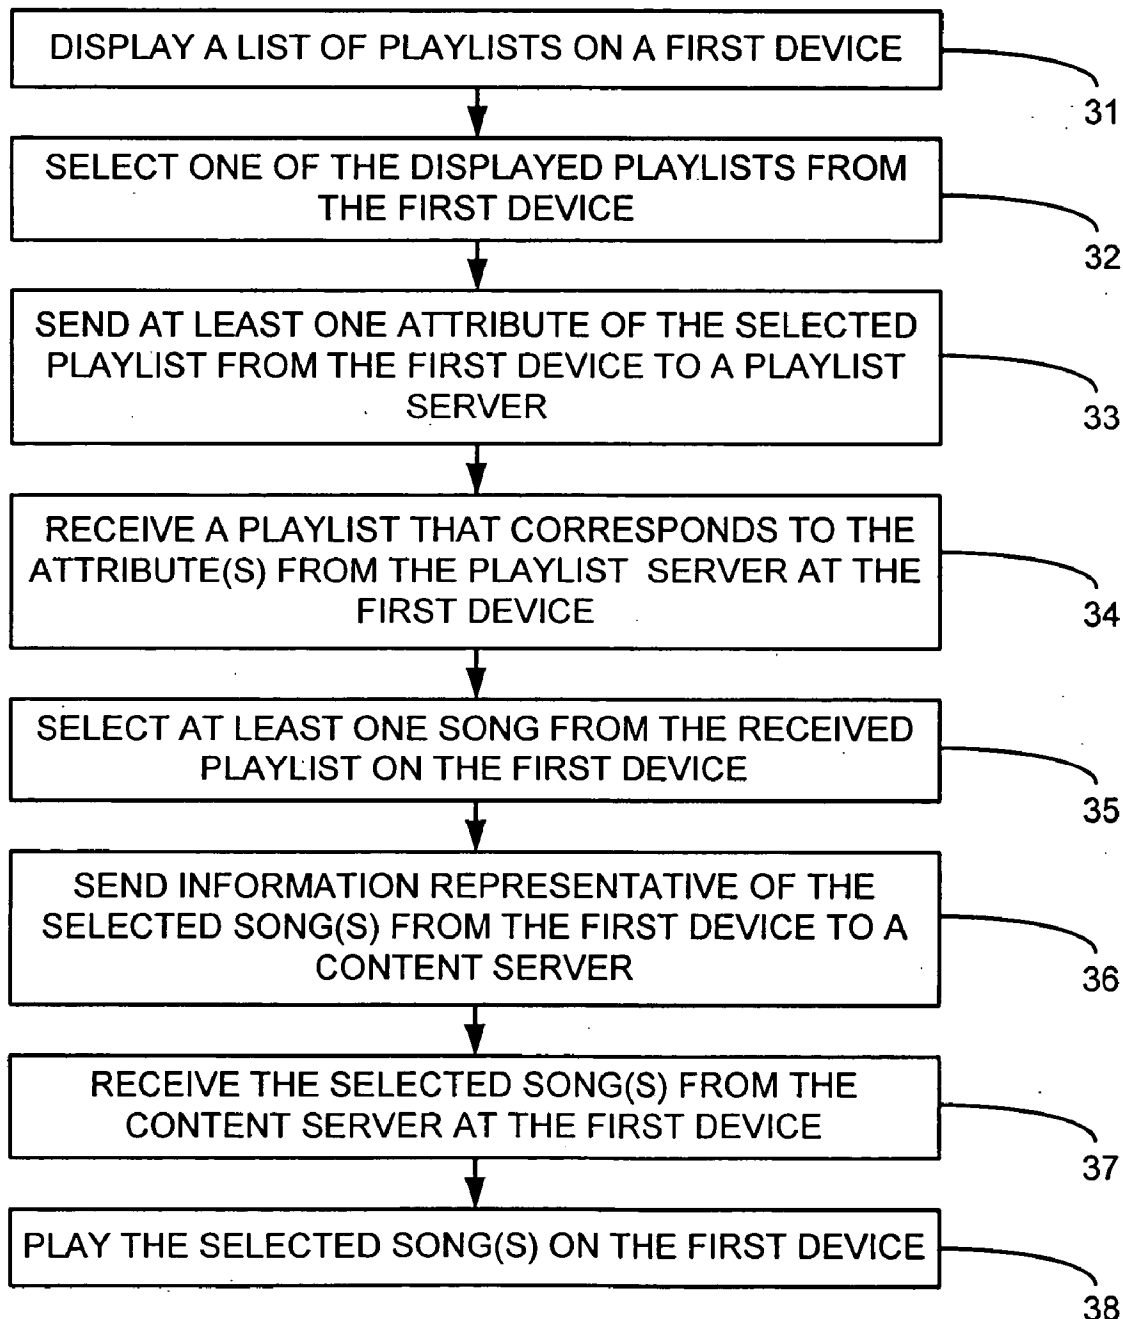 DISPLAY A LIST OF PLAYLISTS ON A FIRST DEVICE
31
SELECT ONE OF THE DISPLAYED PLAYLISTS FROM
THE FIRST DEVICE
32
SEND AT LEAST ONE ATTRIBUTE OF THE SELECTED
PLAYLIST FROM THE FIRST DEVICE TO A PLAYLIST
SERVER
33
RECEIVE A PLAYLIST THAT CORRESPONDS TO THE
ATTRIBUTE(S) FROM THE PLAYLIST SERVER AT THE
FIRST DEVICE
34
SELECT AT LEAST ONE SONG FROM THE RECEIVED
PLAYLIST ON THE FIRST DEVICE
35
SEND INFORMATION REPRESENTATIVE OF THE
SELECTED SONG(S) FROM THE FIRST DEVICE TO A
CONTENT SERVER
36
RECEIVE THE SELECTED SONG(S) FROM THE
CONTENT SERVER AT THE FIRST DEVICE
37
PLAY THE SELECTED SONG(S) ON THE FIRST DEVICE
38